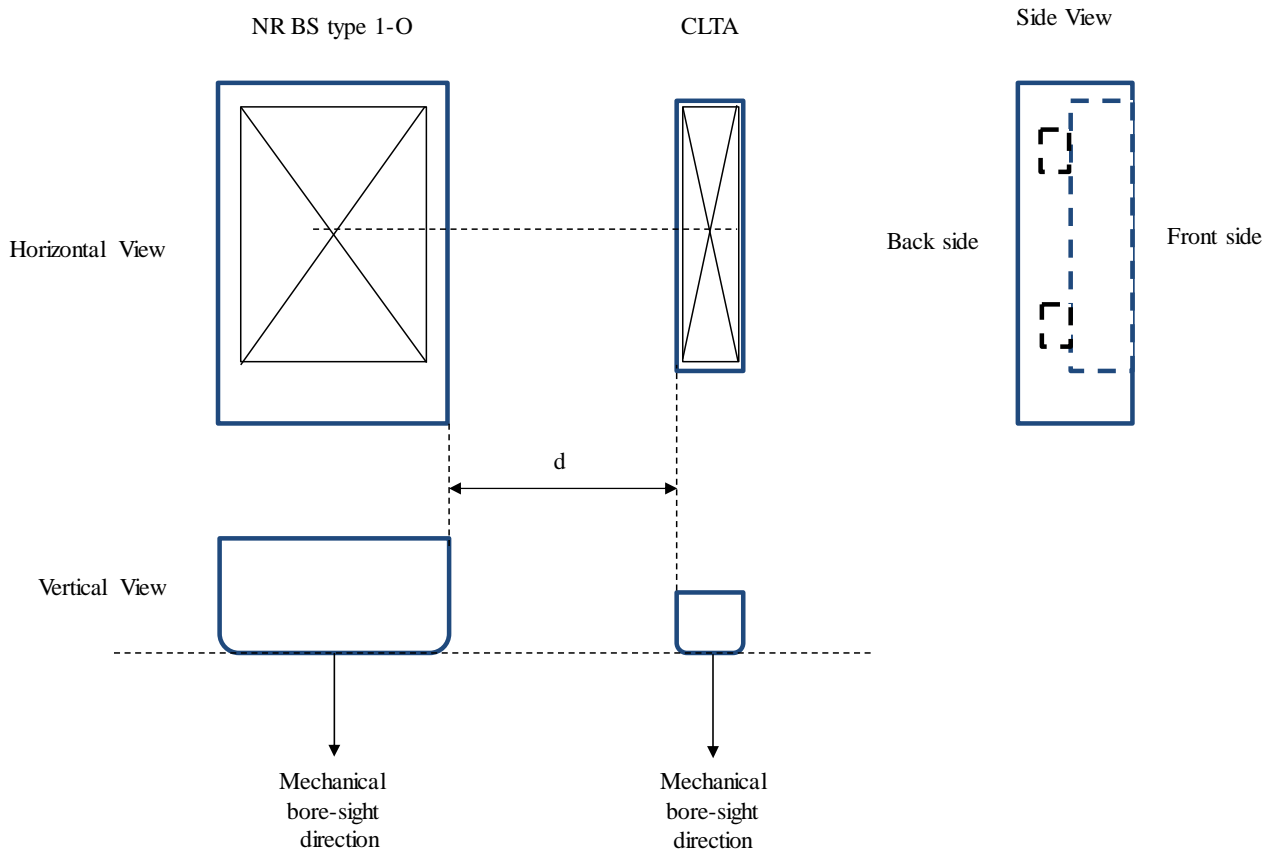 NR BS type 1-O
CLTA
Side View
Horizontal View
Back side
Front side
d
Vertical View
Mechanical
bore-sight
direction
Mechanical
bore-sight
direction